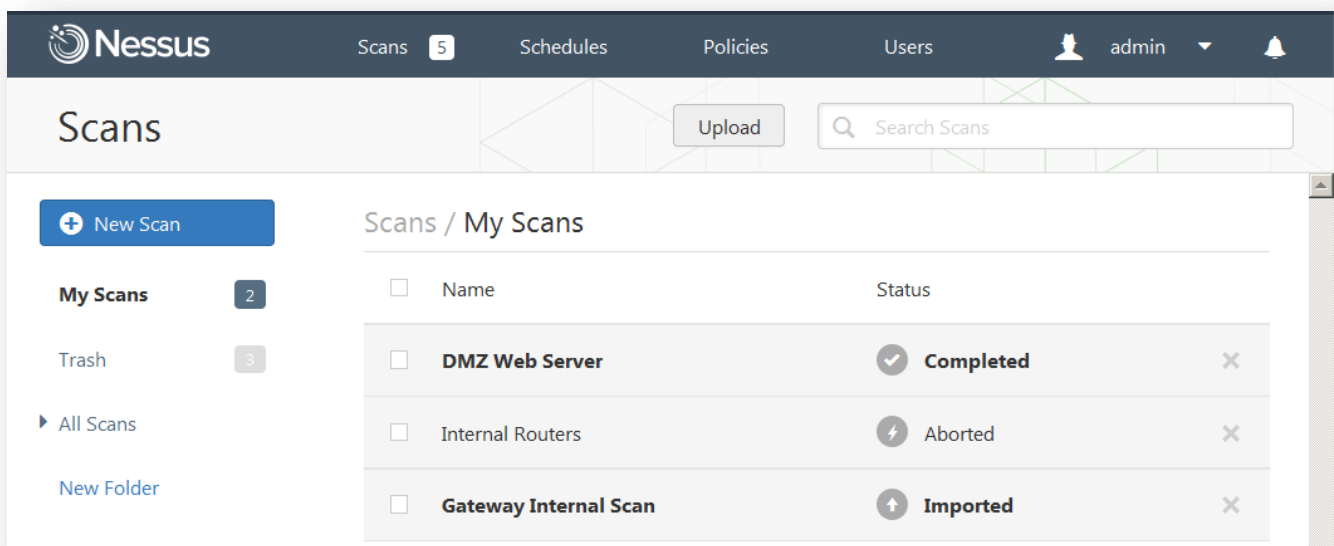 Nessus
Scans 5 Schedules Policies Users admin
Scans Upload Search Scans
New Scan
My Scans 2
Trash 3
All Scans
New Folder
Scans / My Scans
Name Status
DMZ Web Server Completed
Internal Routers Aborted
Gateway Internal Scan Imported